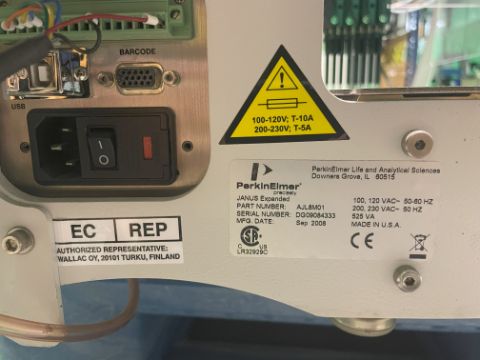 BARCODE
USB
100-120V; T-10A
200-230V; T-5A
PerkinElmer Life and Analytical Sciences
Downers Grove, IL 60515
PerkinElmer
precisely
JANUS Expanded
PART NUMBER: AJL8M01
SERIAL NUMBER: DG09084333
MFG. DATE: Sep 2008
100, 120 VAC~ 50-60 HZ
200, 230 VAC~ 50 HZ
525 VA
MADE IN U.S.A.
C US
LR32929C
CE
EC REP
AUTHORIZED REPRESENTATIVE:
WALLAC OY, 20101 TURKU, FINLAND